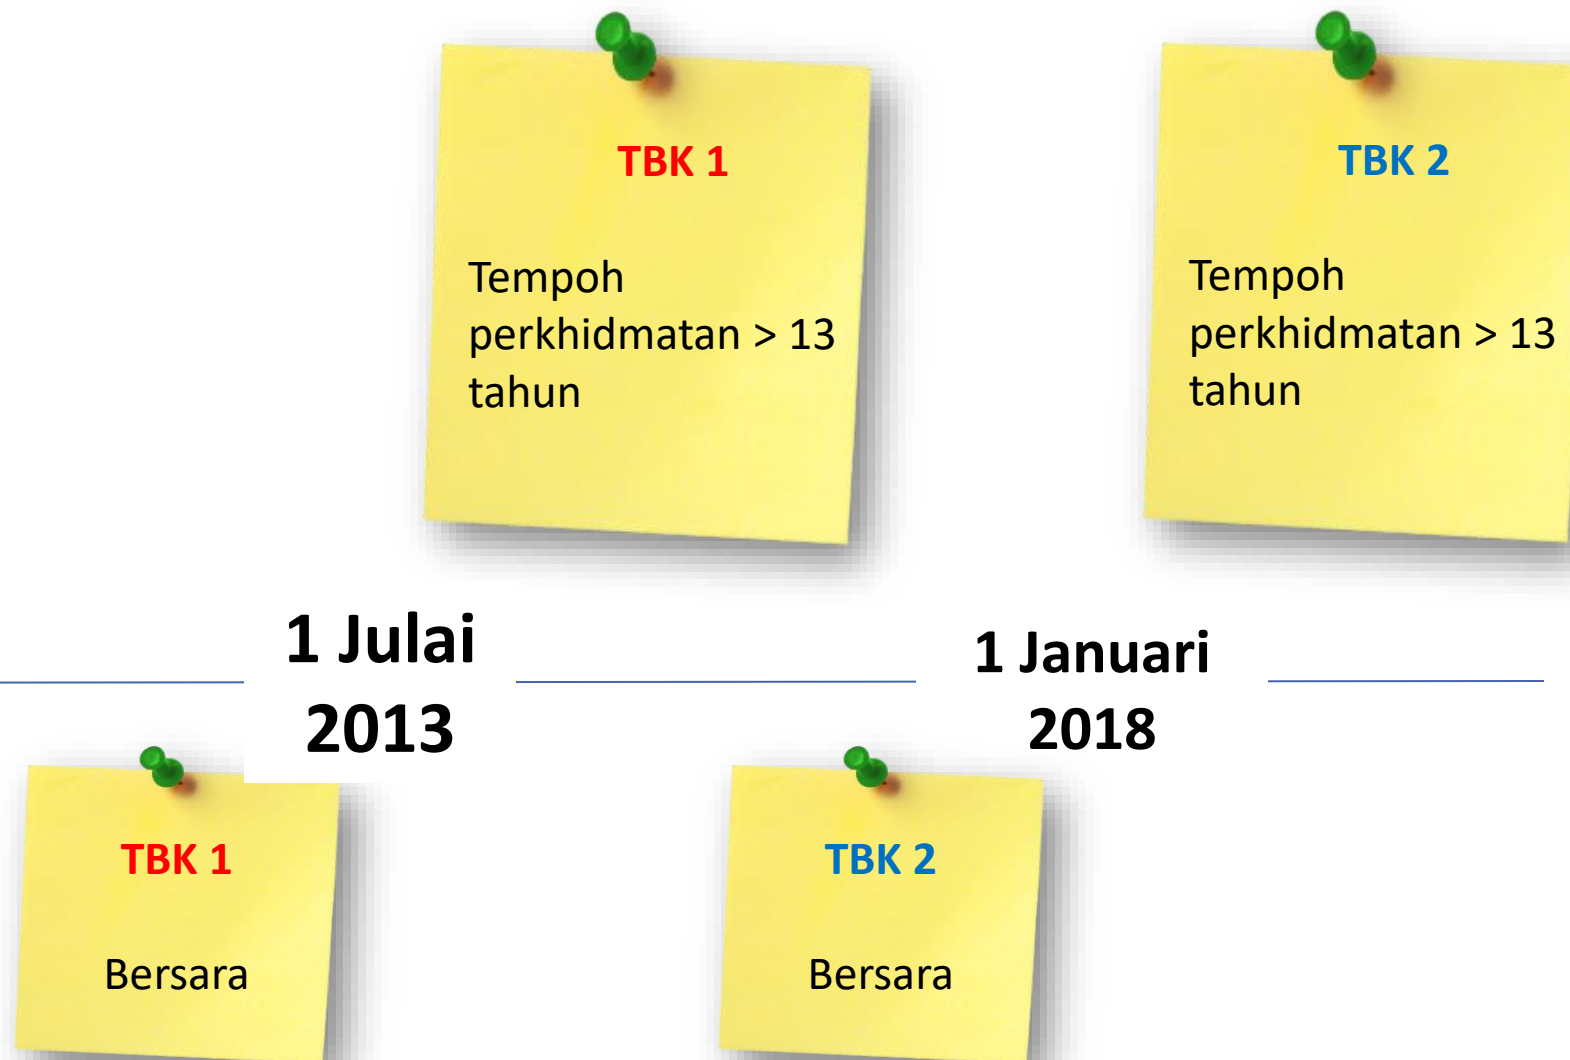 TBK 1
Tempoh
perkhidmatan > 13
tahun
TBK 2
Tempoh
perkhidmatan > 13
tahun
1 Julai
2013
1 Januari
2018
TBK 1
Bersara
TBK 2
Bersara